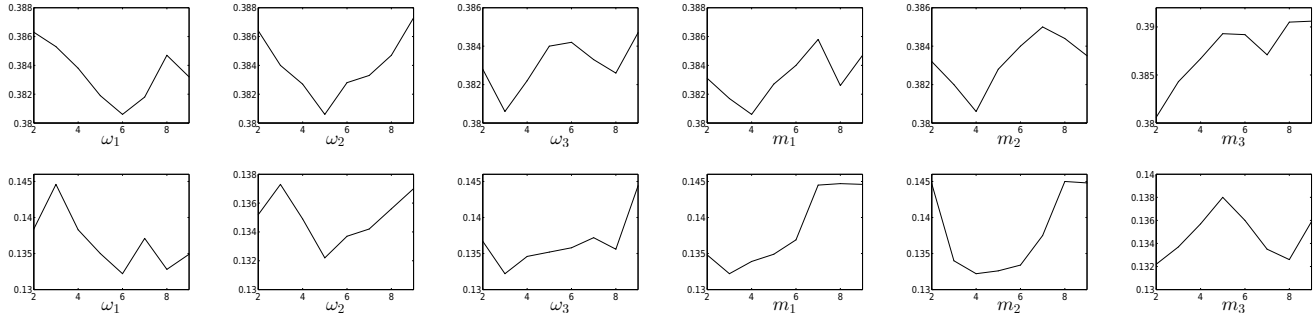 0.388 0.386 0.384 0.382 0.38 2 4 6 8 ω1
0.388 0.386 0.384 0.382 0.38 2 4 6 8 ω2
0.386 0.384 0.382 0.38 2 4 6 8 ω3
0.386 0.384 0.382 0.38 2 4 6 8 m1
0.386 0.384 0.382 0.38 2 4 6 8 m2
0.39 0.385 0.38 2 4 6 8 m3
0.145 0.14 0.135 0.13 2 4 6 8 ω1
0.138 0.136 0.134 0.132 0.13 2 4 6 8 ω2
0.145 0.14 0.135 0.13 2 4 6 8 ω3
0.145 0.14 0.135 0.13 2 4 6 8 m1
0.145 0.14 0.135 0.13 2 4 6 8 m2
0.14 0.138 0.136 0.134 0.132 0.13 2 4 6 8 m3